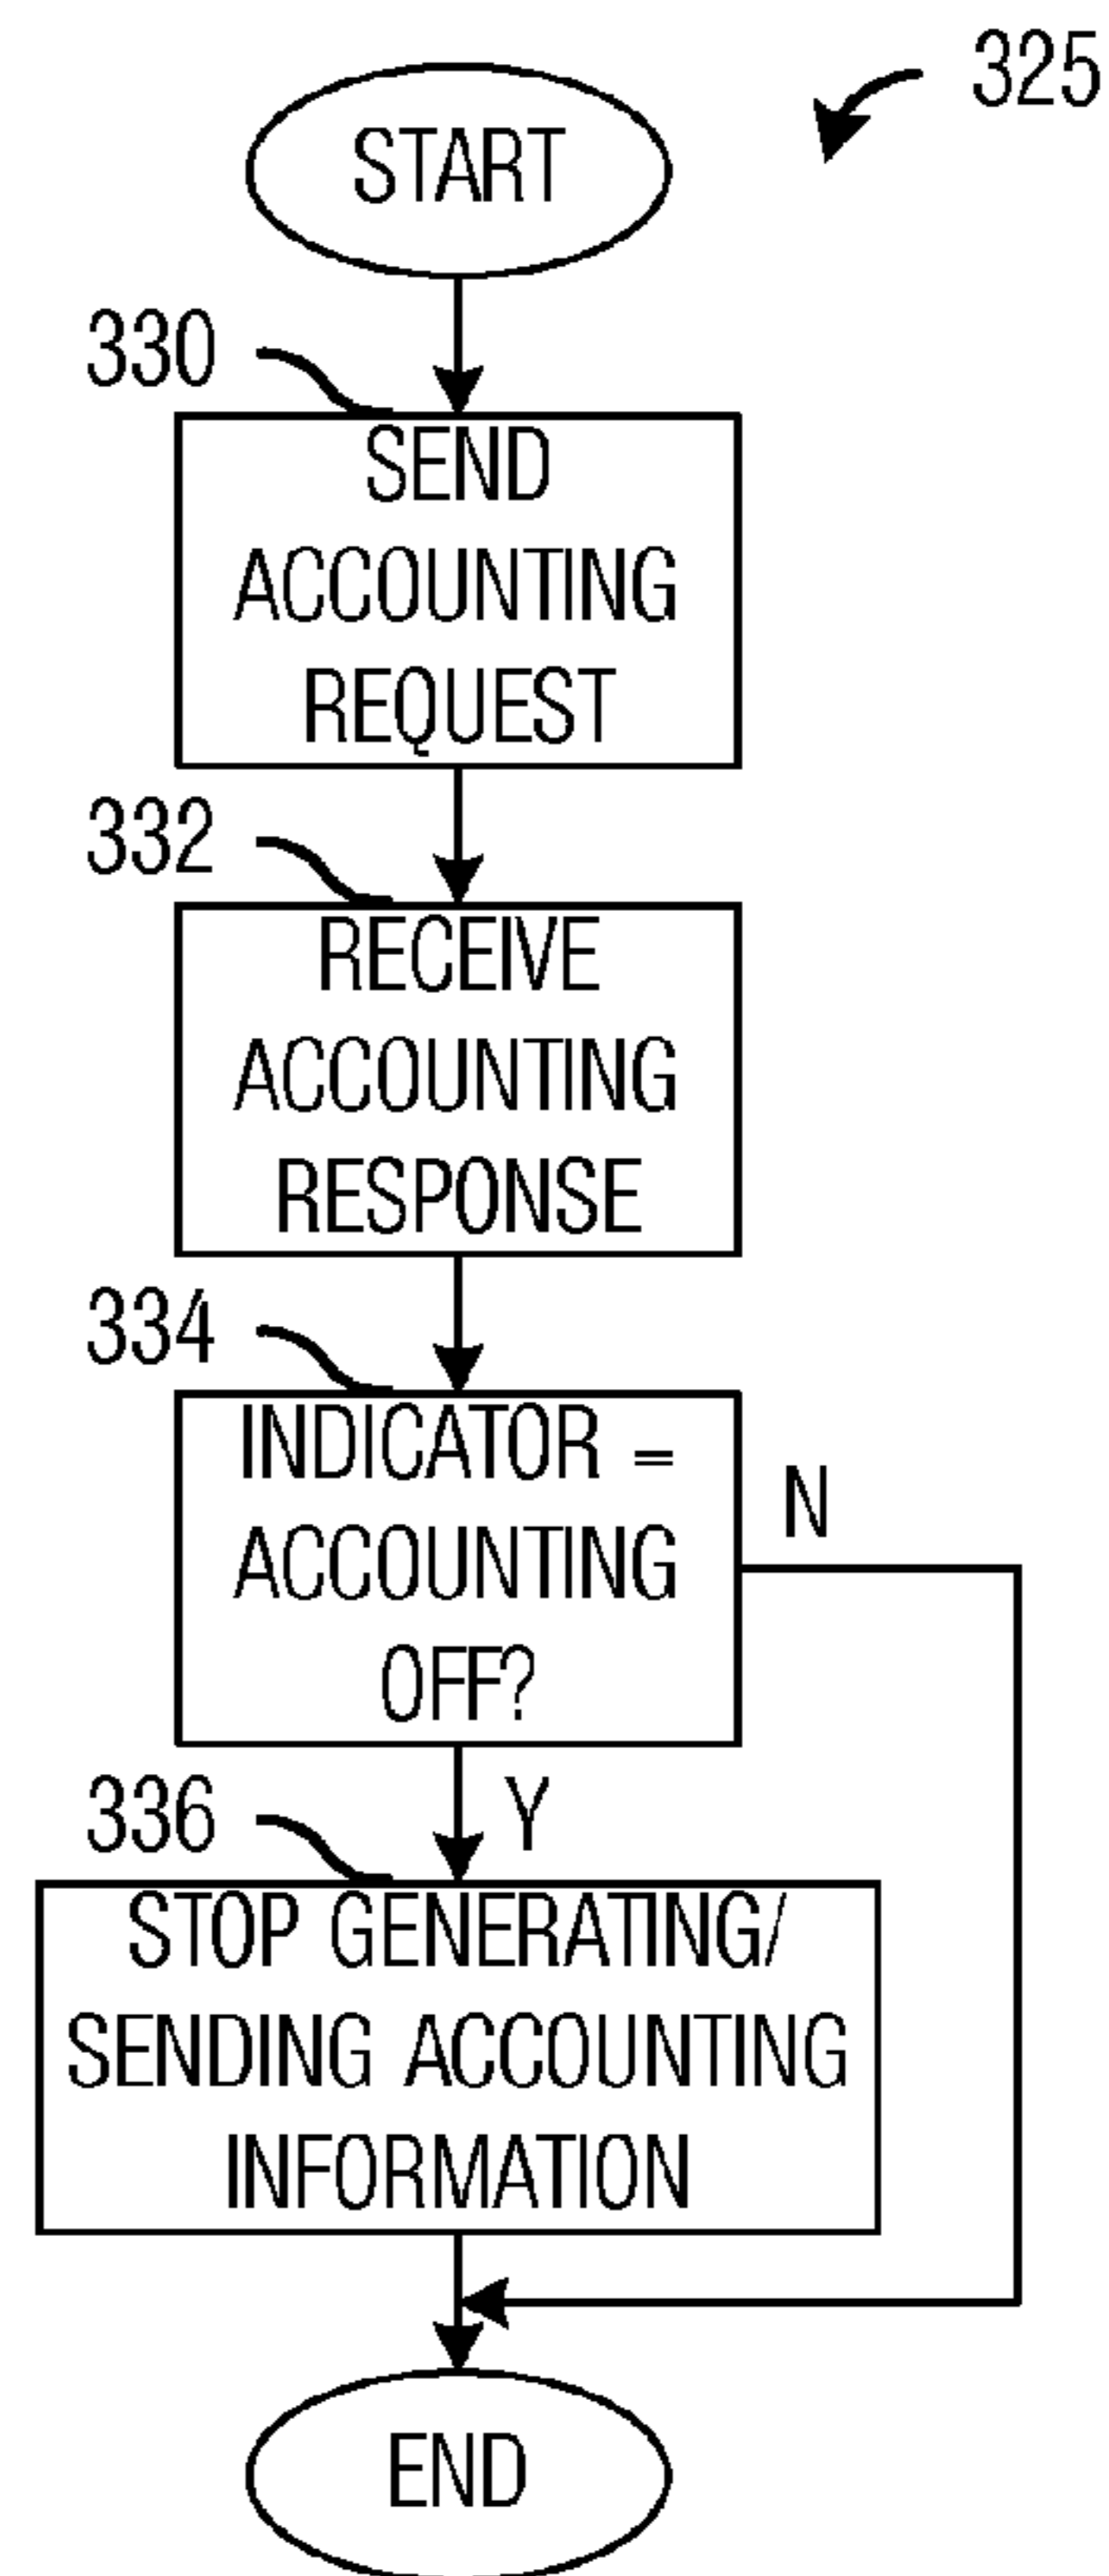 325
START
330
SEND
ACCOUNTING
REQUEST
332
RECEIVE
ACCOUNTING
RESPONSE
334
INDICATOR =
ACCOUNTING
OFF?
N
Y
336
STOP GENERATING/
SENDING ACCOUNTING
INFORMATION
END